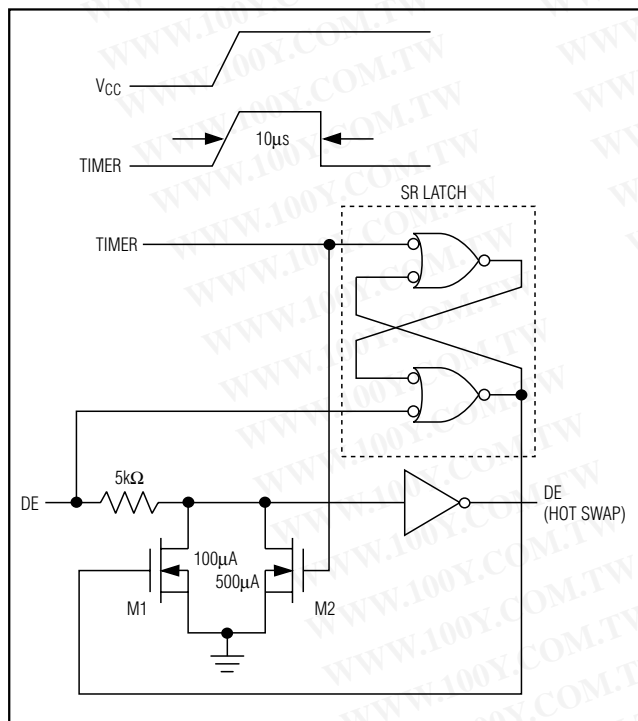 VCC
10µs
TIMER
SR LATCH
TIMER
5kΩ
DE
DE
(HOT SWAP)
100µA
500µA
M1
M2
WWW.100Y.COM.TW